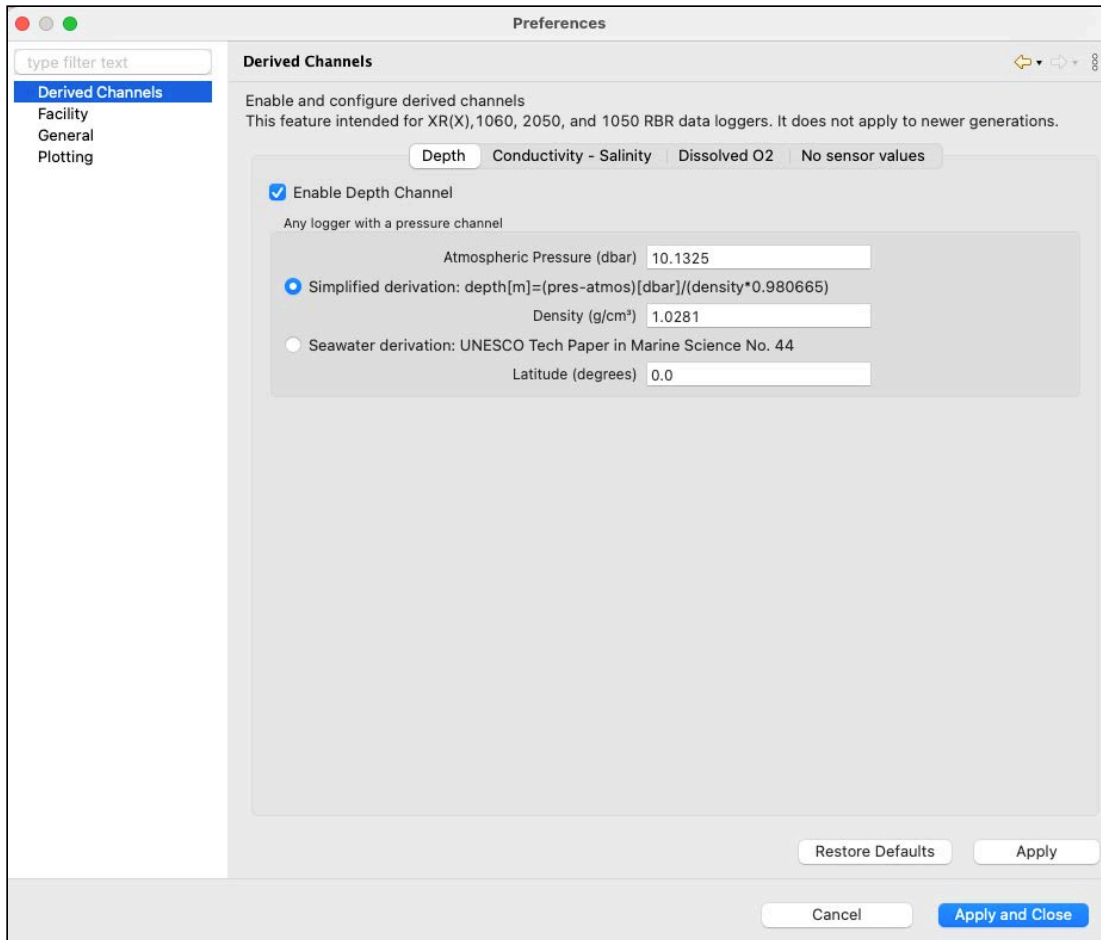 Preferences
type filter text
Derived Channels
Facility
General
Plotting
Derived Channels
Enable and configure derived channels
This feature intended for XR(X),1060, 2050, and 1050 RBR data loggers. It does not apply to newer generations.
Depth Conductivity - Salinity Dissolved O2 No sensor values
Enable Depth Channel
Any logger with a pressure channel
Atmospheric Pressure (dbar) 10.1325
Simplified derivation: depth[m]=(pres-atmos)[dbar]/(density*0.980665)
Density (g/cm³) 1.0281
Seawater derivation: UNESCO Tech Paper in Marine Science No. 44
Latitude (degrees) 0.0
Restore Defaults Apply
Cancel Apply and Close